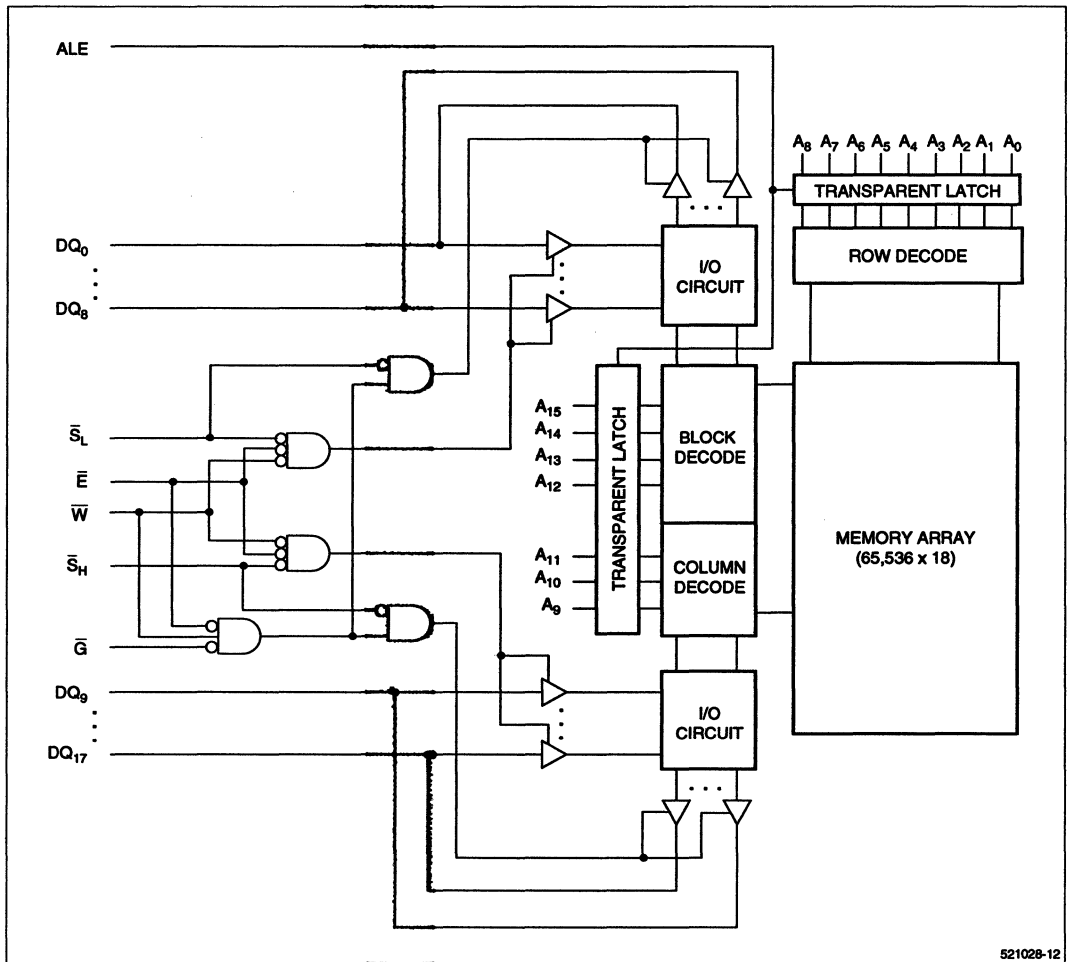 ALE
A₈ A₇ A₆ A₅ A₄ A₃ A₂ A₁ A₀
TRANSPARENT LATCH
ROW DECODE
DQ₀
DQ₈
I/O
CIRCUIT
S̅L
E̅
W̅
S̅H
G̅
A₁₅
A₁₄
A₁₃
A₁₂
A₁₁
A₁₀
A₉
TRANSPARENT LATCH
BLOCK
DECODE
COLUMN
DECODE
MEMORY ARRAY
(65,536 x 18)
DQ₉
DQ₁₇
I/O
CIRCUIT
521028-12